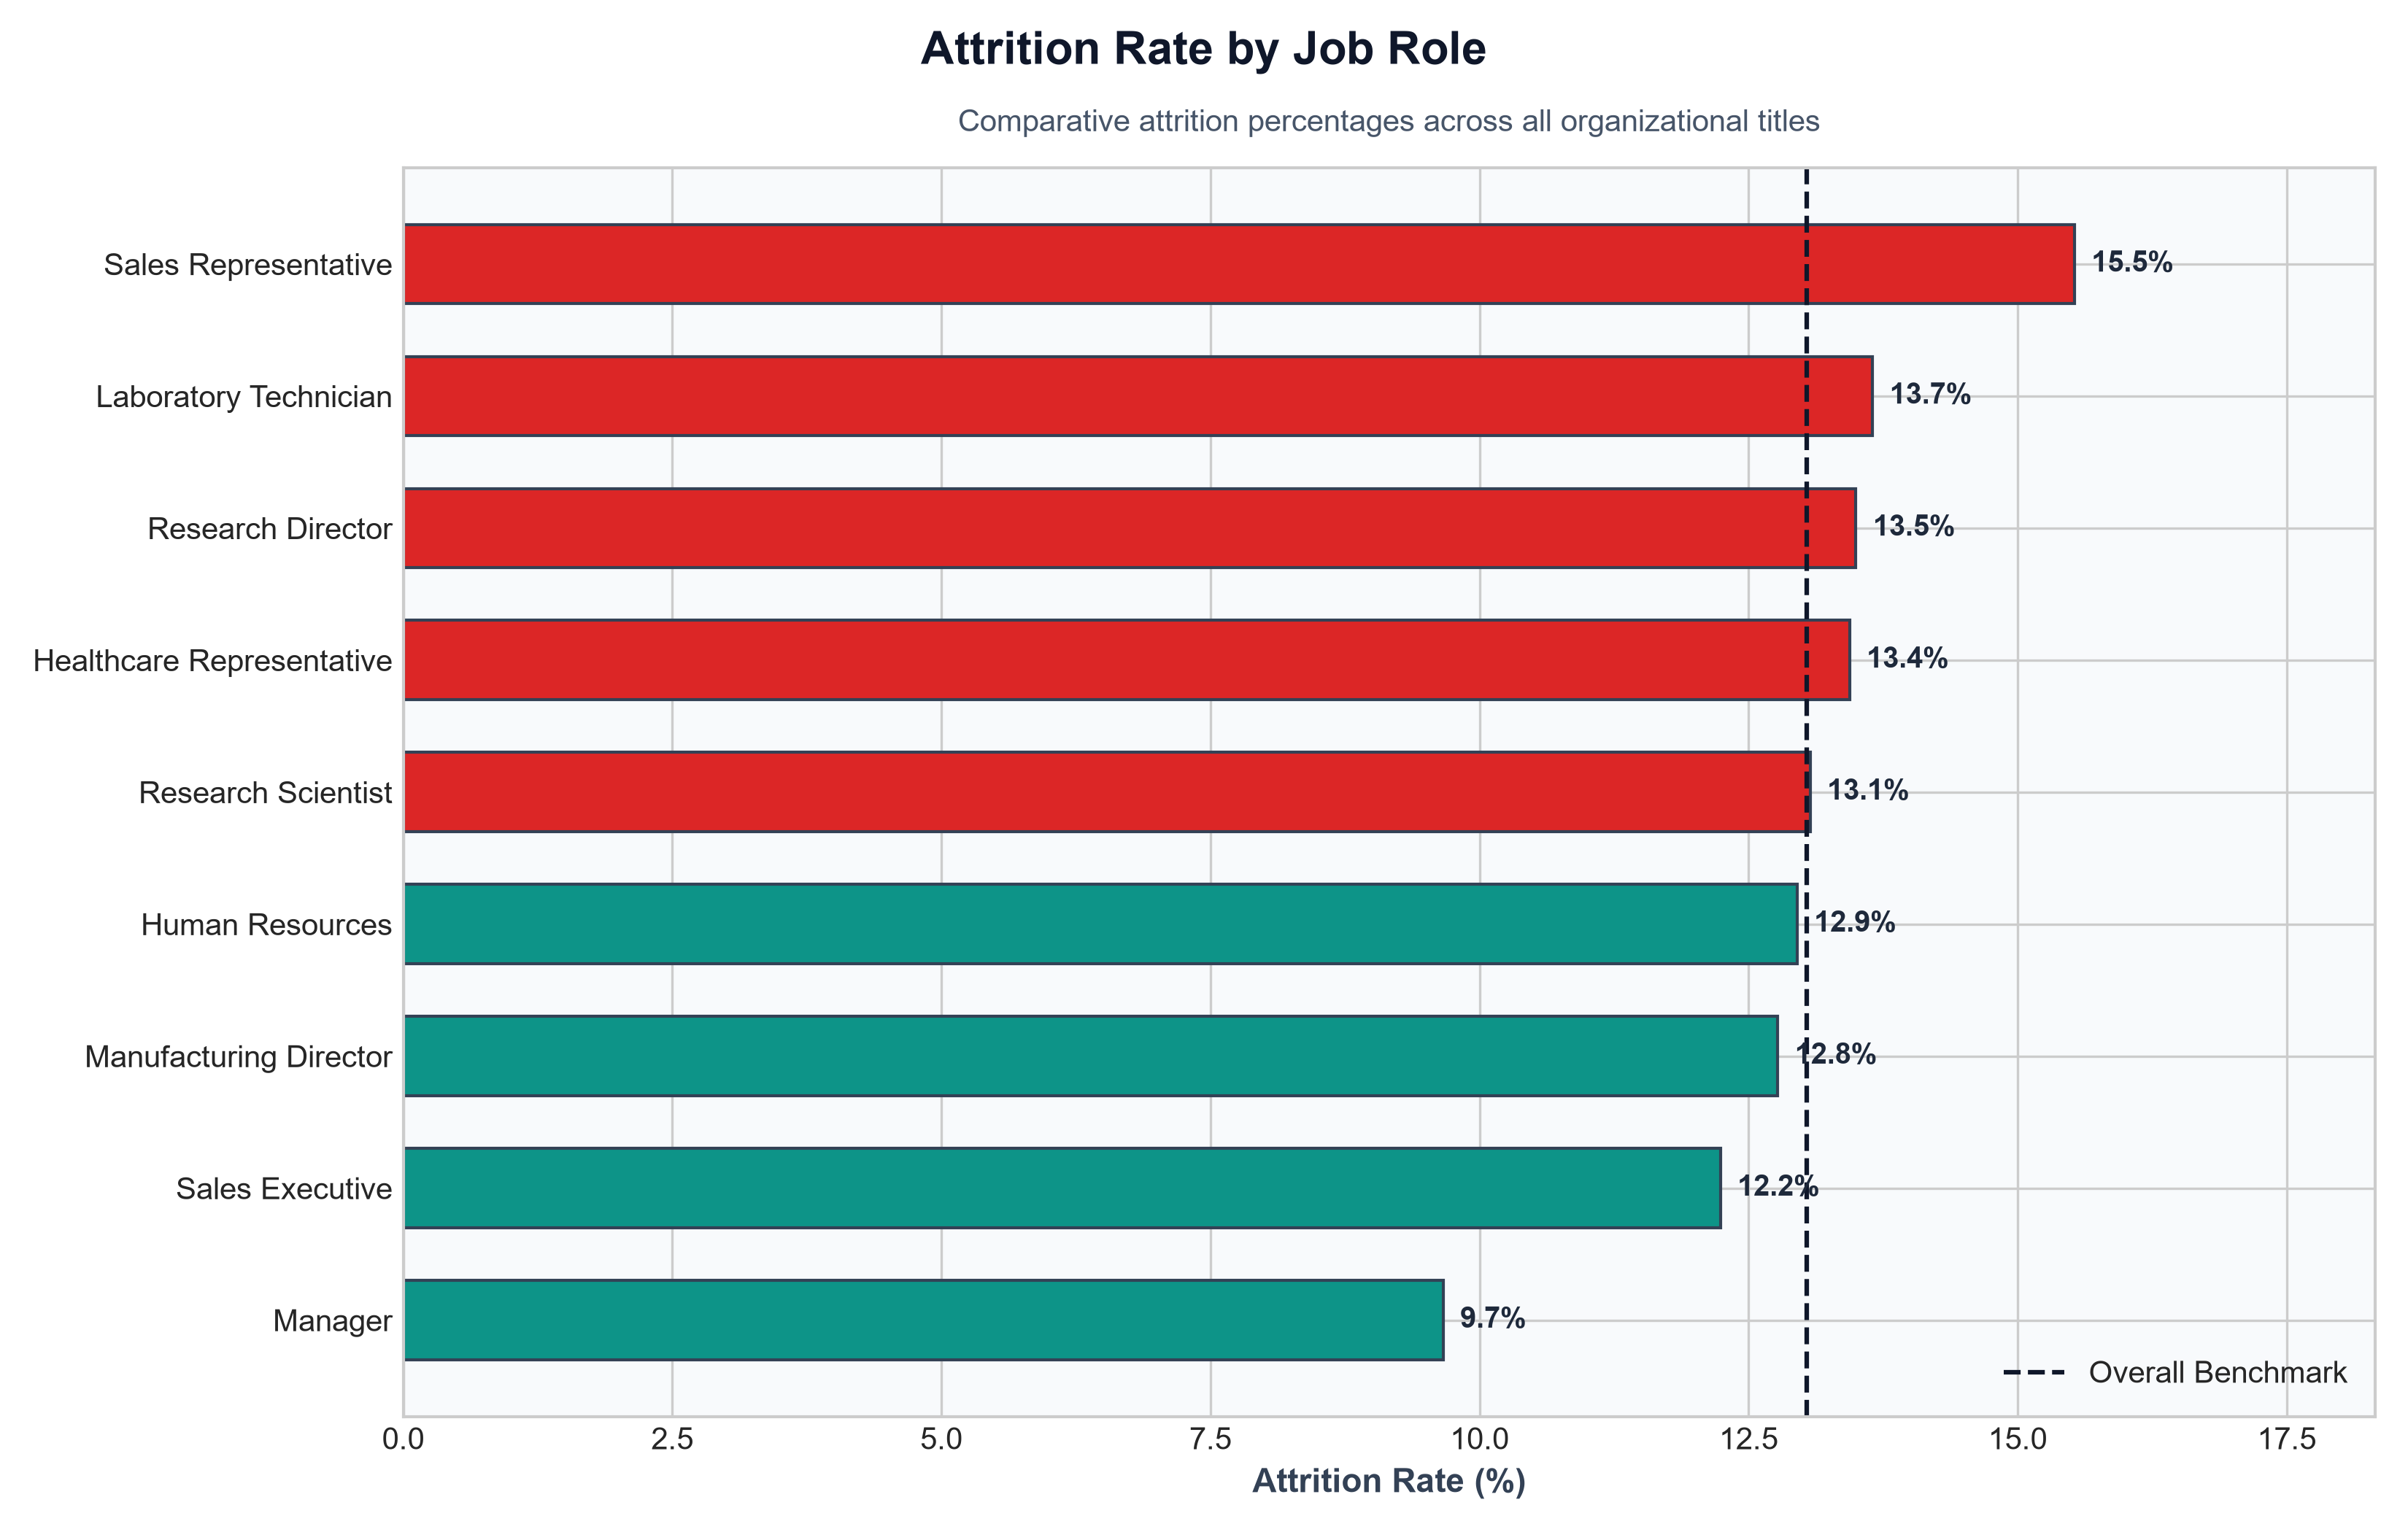 Attrition Rate by Job Role
Comparative attrition percentages across all organizational titles
Sales Representative 15.5%
Laboratory Technician 13.7%
Research Director 13.5%
Healthcare Representative 13.4%
Research Scientist 13.1%
Human Resources 12.9%
Manufacturing Director 12.8%
Sales Executive 12.2%
Manager 9.7%
Overall Benchmark
0.0 2.5 5.0 7.5 10.0 12.5 15.0 17.5
Attrition Rate (%)